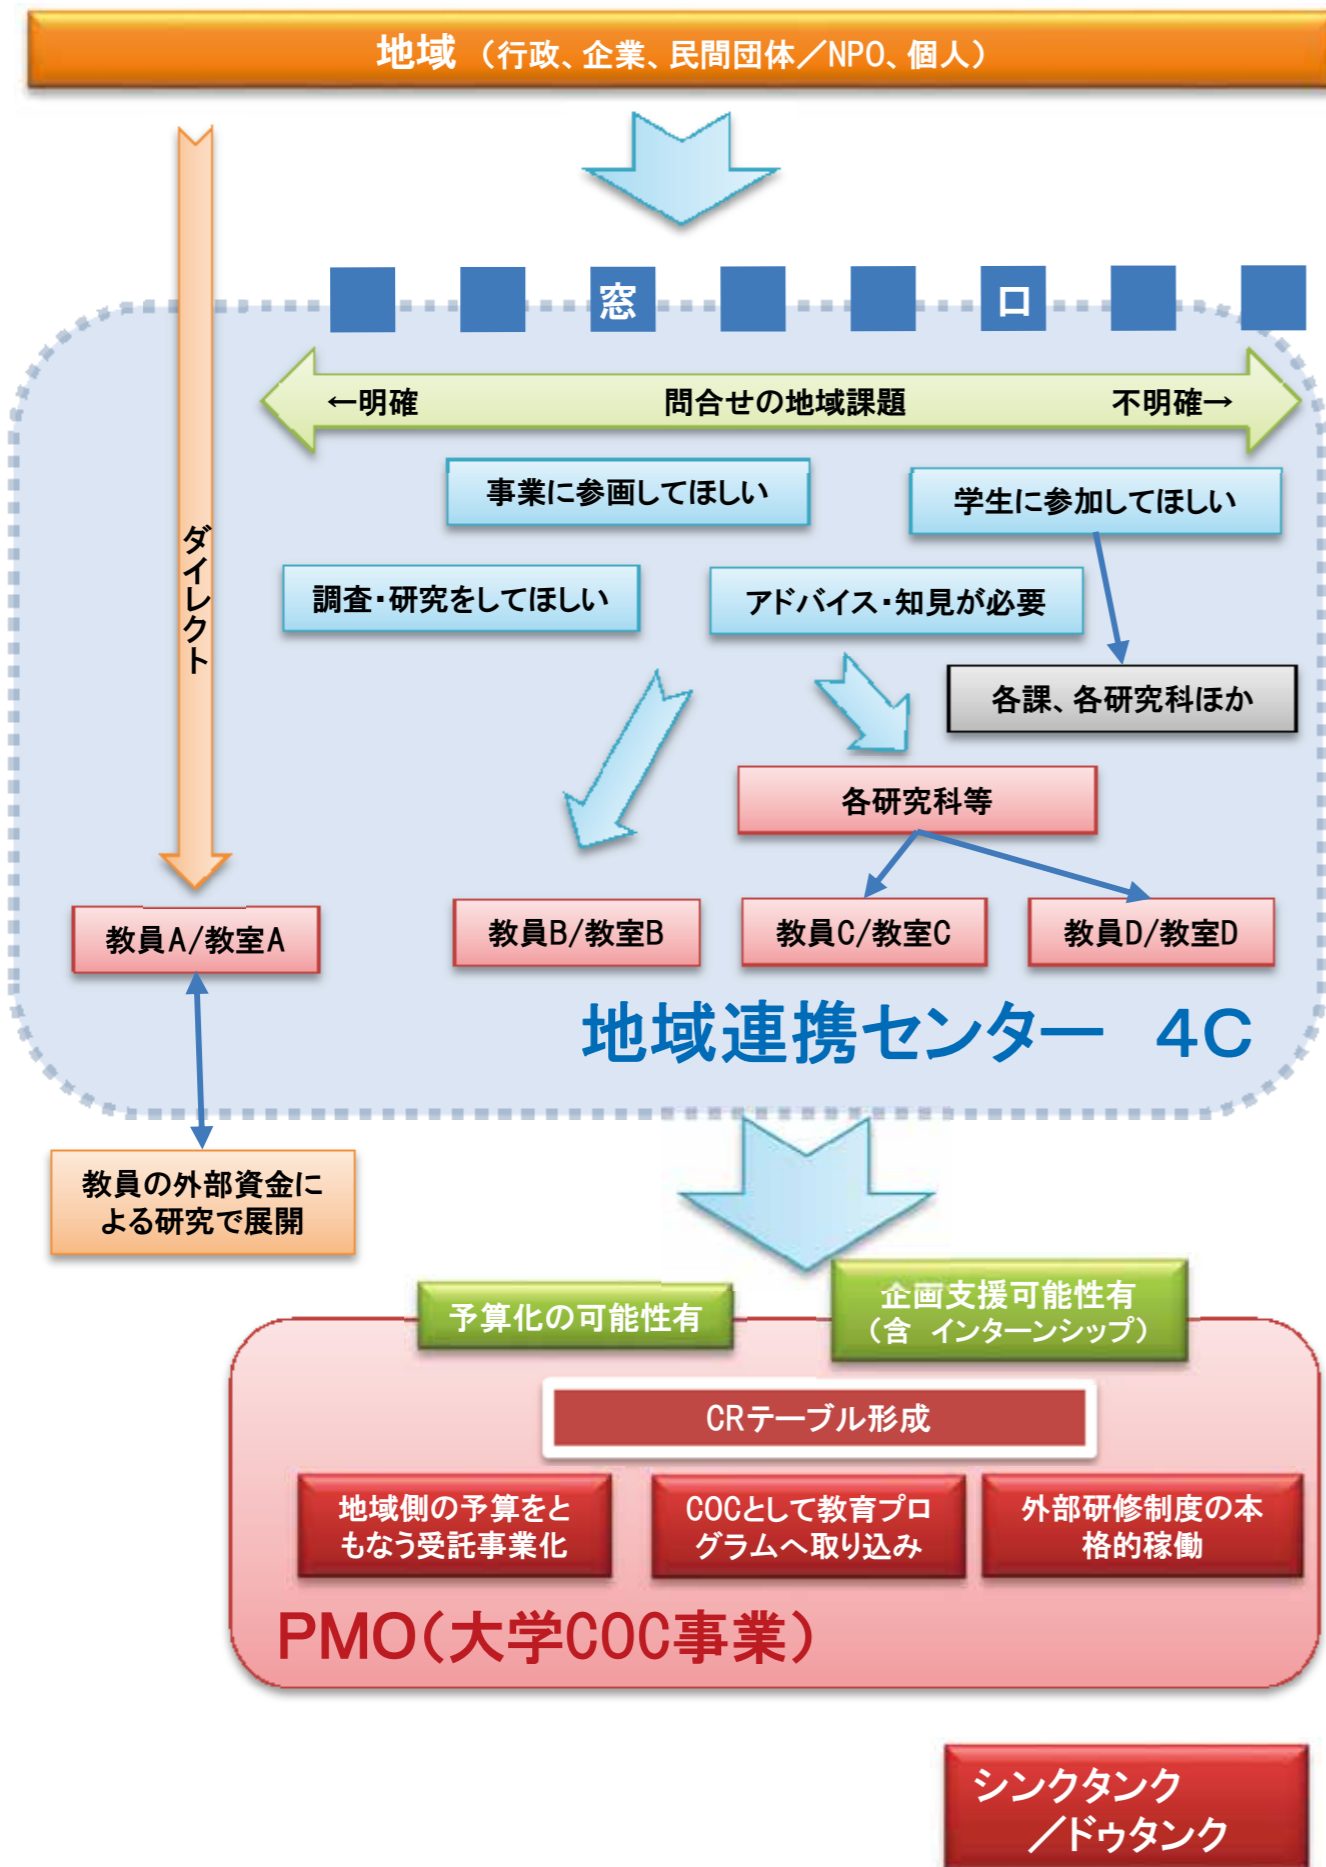 地域（行政、企業、民間団体／NPO、個人）
窓口
←明確 問合せの地域課題 不明確→
事業に参画してほしい
学生に参加してほしい
ダイレクト
調査・研究をしてほしい
アドバイス・知見が必要
各課、各研究科ほか
各研究科等
教員A/教室A
教員B/教室B
教員C/教室C
教員D/教室D
地域連携センター　４Ｃ
教員の外部資金に
よる研究で展開
予算化の可能性有
企画支援可能性有
（含　インターンシップ）
CRテーブル形成
地域側の予算をと
もなう受託事業化
COCとして教育プロ
グラムへ取り込み
外部研修制度の本
格的稼働
PMO（大学COC事業）
シンクタンク
／ドゥタンク